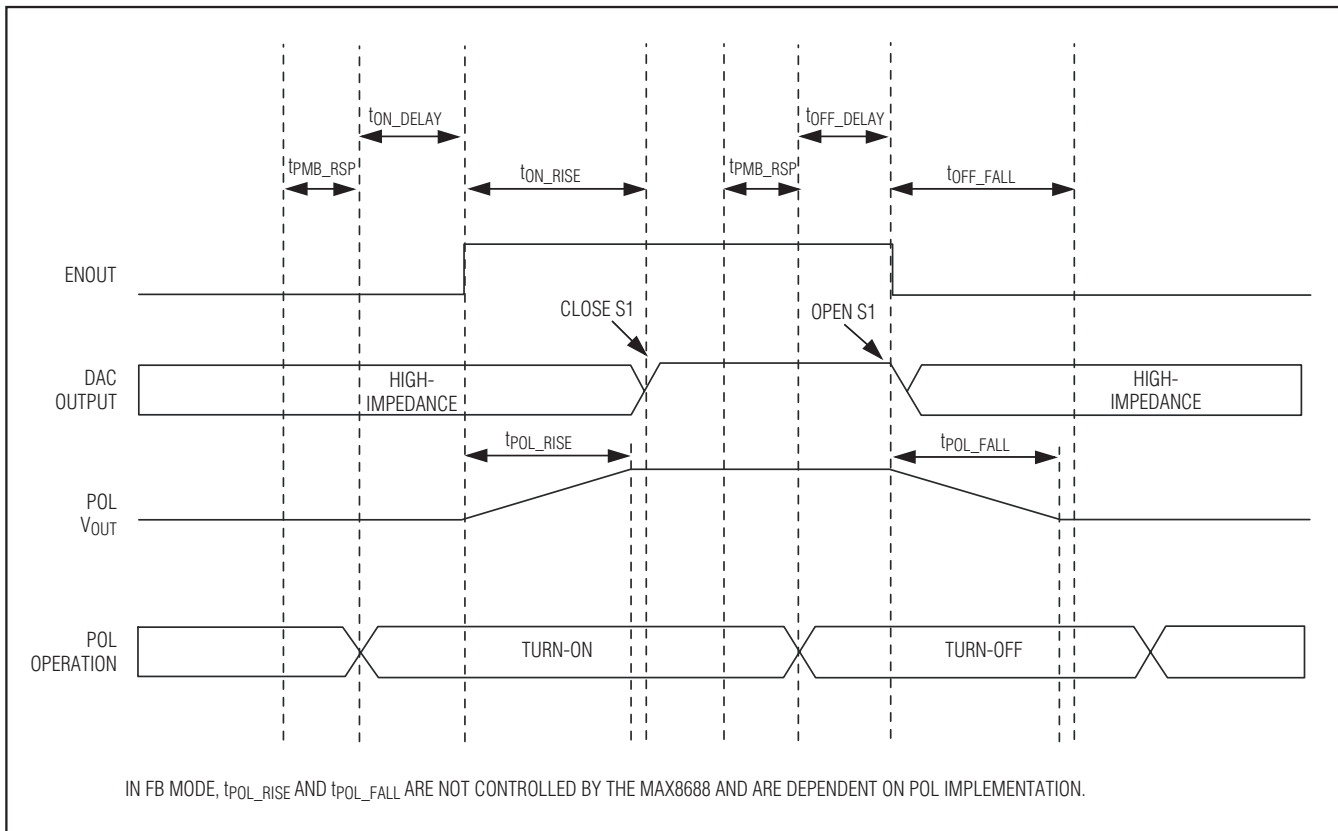 tON_DELAY
tOFF_DELAY
tPMB_RSP
tON_RISE
tPMB_RSP
tOFF_FALL
ENOUT
CLOSE S1
OPEN S1
DAC
OUTPUT
HIGH-
IMPEDANCE
HIGH-
IMPEDANCE
tPOL_RISE
tPOL_FALL
POL
VOUT
POL
OPERATION
TURN-ON
TURN-OFF
IN FB MODE, tPOL_RISE AND tPOL_FALL ARE NOT CONTROLLED BY THE MAX8688 AND ARE DEPENDENT ON POL IMPLEMENTATION.